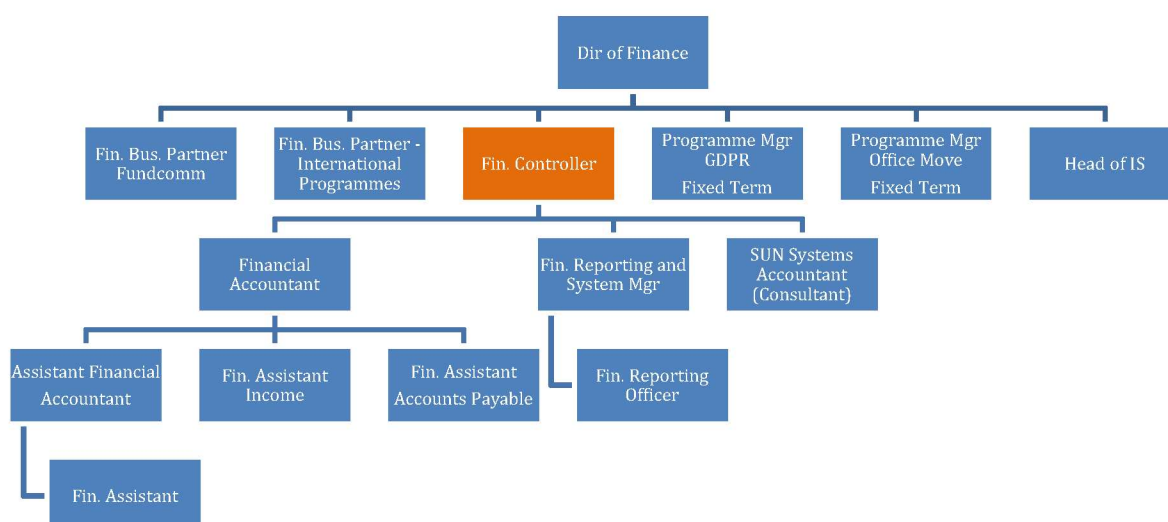 Dir of Finance
Fin. Bus. Partner
Fundcomm
Fin. Bus. Partner -
International
Programmes
Fin. Controller
Programme Mgr
GDPR
Fixed Term
Programme Mgr
Office Move
Fixed Term
Head of IS
Financial
Accountant
Fin. Reporting and
System Mgr
SUN Systems
Accountant
(Consultant)
Assistant Financial
Accountant
Fin. Assistant
Income
Fin. Assistant
Accounts Payable
Fin. Reporting
Officer
Fin. Assistant